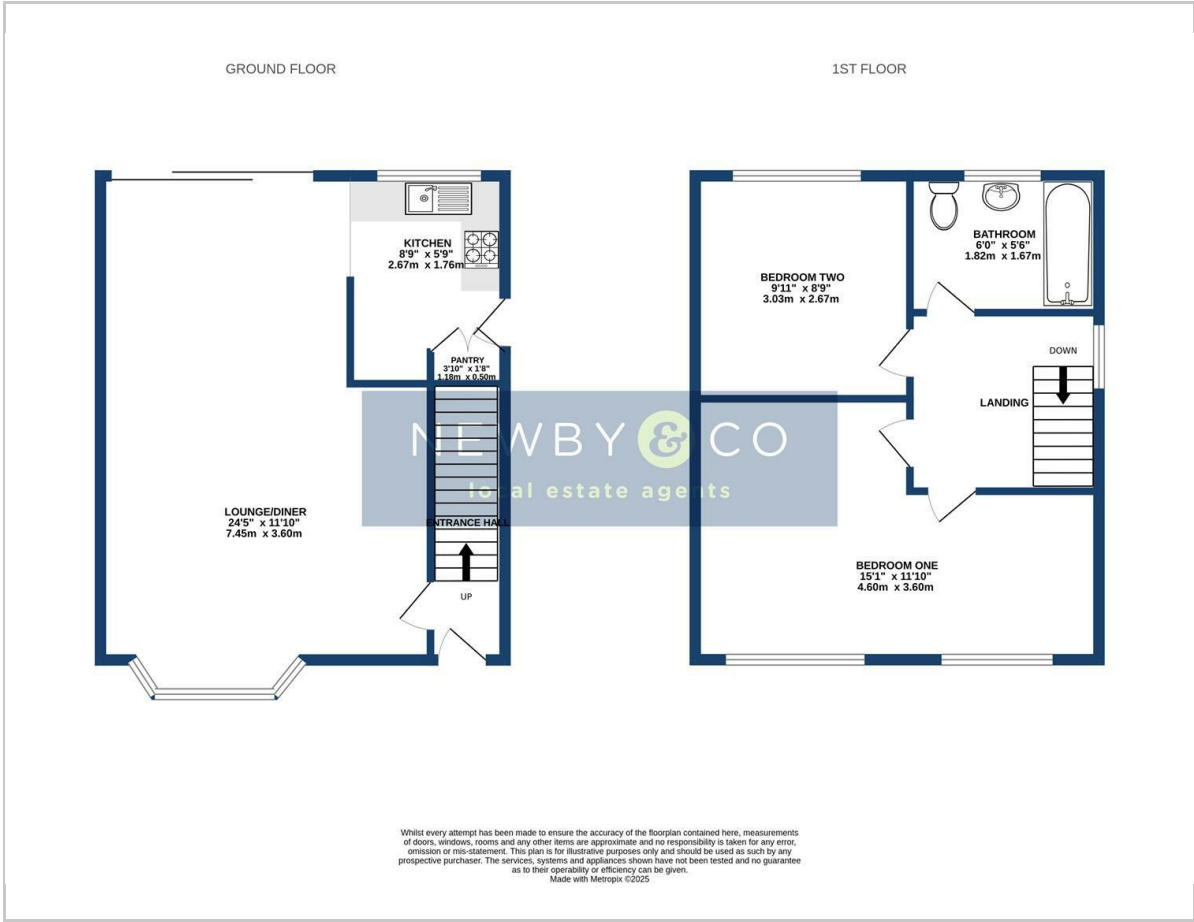 GROUND FLOOR
1ST FLOOR
KITCHEN
8'9" x 5'9"
2.67m x 1.76m
PANTRY
3'10" x 1'8"
1.18m x 0.50m
LOUNGE/DINER
24'5" x 11'10"
7.45m x 3.60m
ENTRANCE HALL
UP
BEDROOM TWO
9'11" x 8'9"
3.03m x 2.67m
BATHROOM
6'0" x 5'6"
1.82m x 1.67m
DOWN
LANDING
BEDROOM ONE
15'1" x 11'10"
4.60m x 3.60m
NEWBY & CO
local estate agents
Whilst every attempt has been made to ensure the accuracy of the floorplan contained here, measurements
of doors, windows, rooms and any other items are approximate and no responsibility is taken for any error,
omission or mis-statement. This plan is for illustrative purposes only and should be used as such by any
prospective purchaser. The services, systems and appliances shown have not been tested and no guarantee
as to their operability or efficiency can be given.
Made with Metropix ©2025